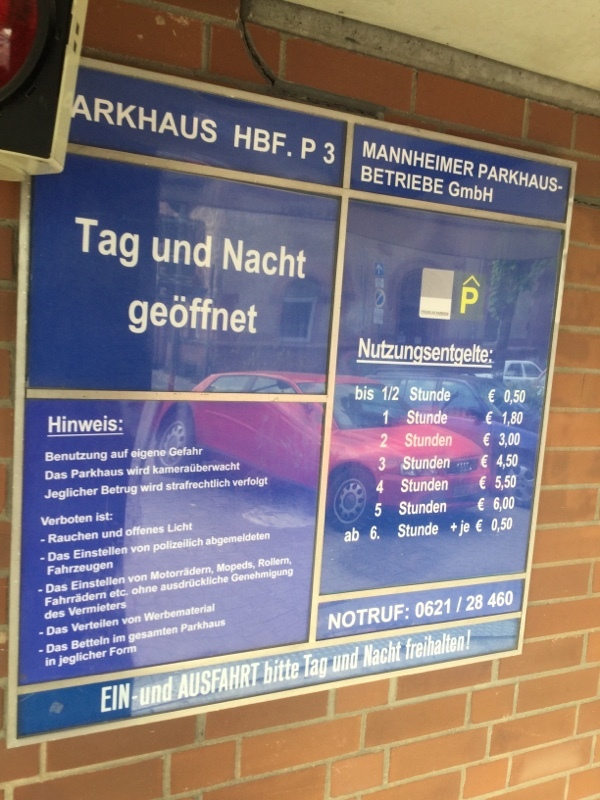 ARKHAUS HBF. P 3
MANNHEIMER PARKHAUS-
BETRIEBE GmbH
Tag und Nacht
geöffnet
P
Nutzungsentgelte:
bis 1/2 Stunde € 0,50
1 Stunde € 1,80
2 Stunden € 3,00
3 Stunden € 4,50
4 Stunden € 5,50
5 Stunden € 6,00
ab 6. Stunde + je € 0,50
Hinweis:
Benutzung auf eigene Gefahr
Das Parkhaus wird kameraüberwacht
Jeglicher Betrug wird strafrechtlich verfolgt
Verboten ist:
- Rauchen und offenes Licht
- Das Einstellen von polizeilich abgemeldeten
Fahrzeugen
- Das Einstellen von Motorrädern, Mopeds, Rollern,
Fahrrädern etc. ohne ausdrückliche Genehmigung
des Vermieters
- Das Verteilen von Werbematerial
- Das Betteln im gesamten Parkhaus
in jeglicher Form
NOTRUF: 0621 / 28 460
EIN-und AUSFAHRT bitte Tag und Nacht freihalten!